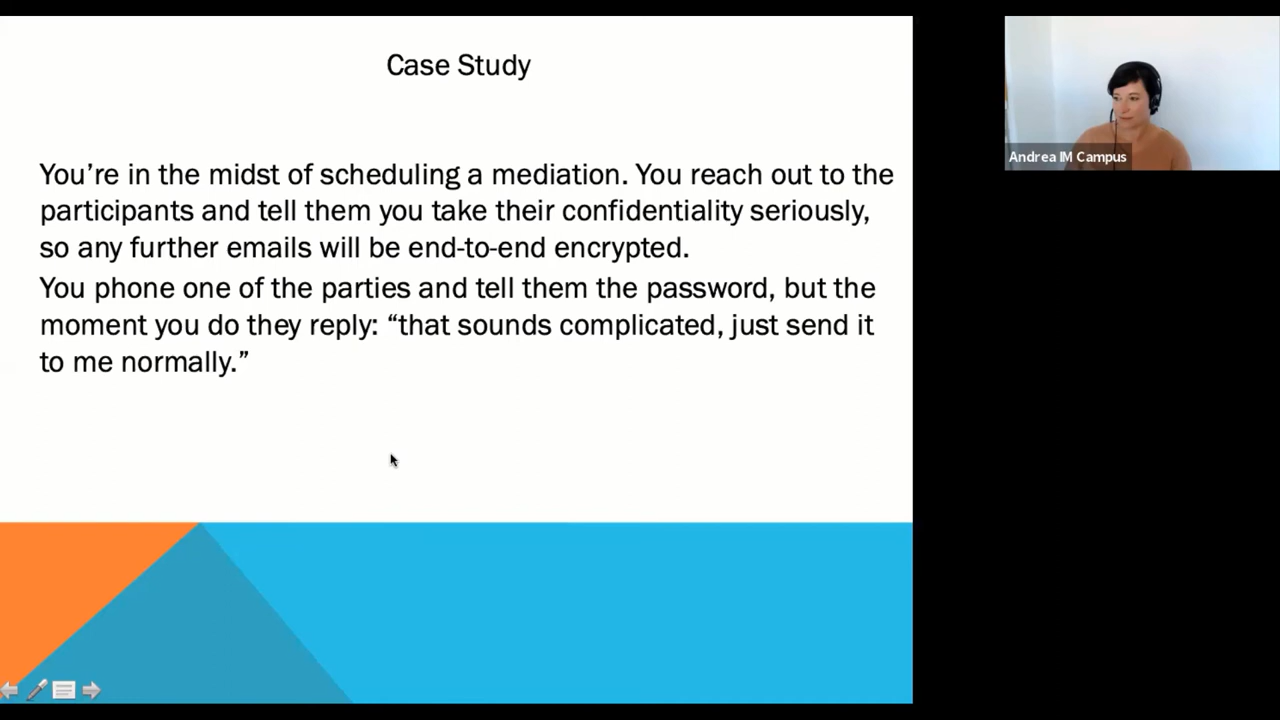 Case Study
You’re in the midst of scheduling a mediation. You reach out to the
participants and tell them you take their confidentiality seriously,
so any further emails will be end-to-end encrypted.
You phone one of the parties and tell them the password, but the
moment you do they reply: “that sounds complicated, just send it
to me normally.”
Andrea IM Campus